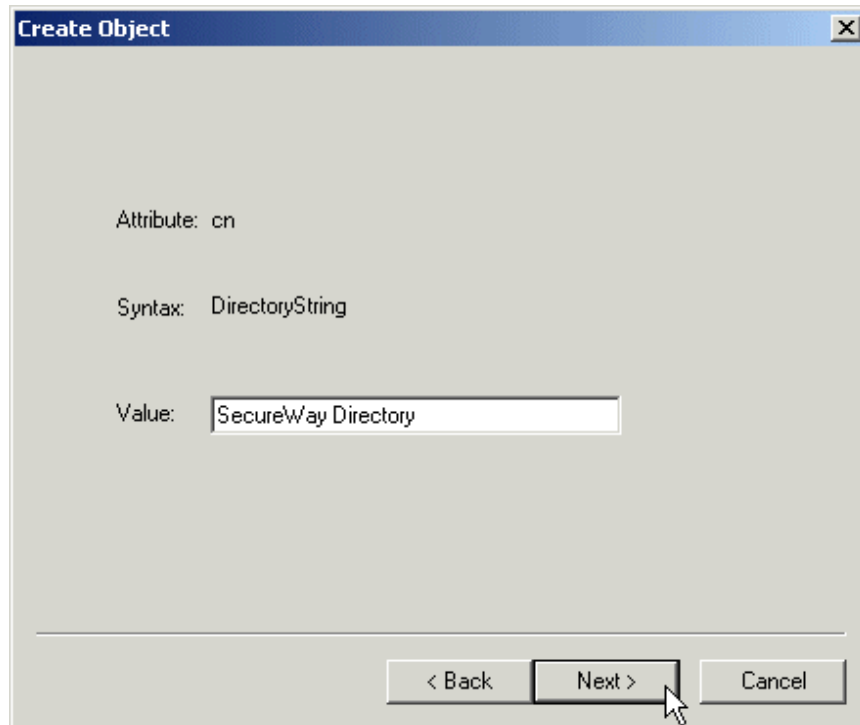 Create Object
Attribute: cn
Syntax: DirectoryString
Value: SecureWay Directory
< Back Next > Cancel